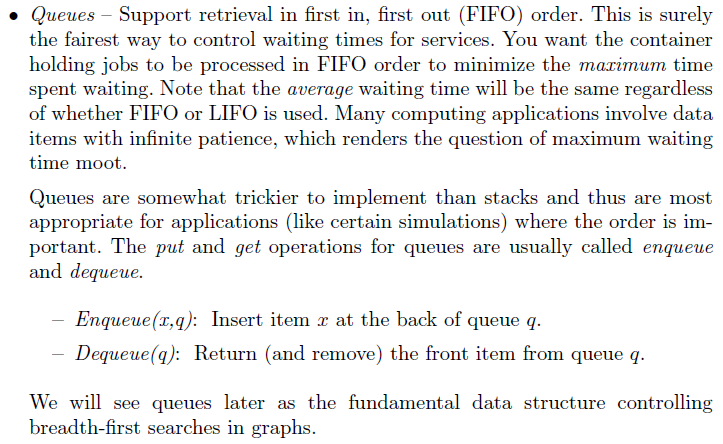 • Queues – Support retrieval in first in, first out (FIFO) order. This is surely
the fairest way to control waiting times for services. You want the container
holding jobs to be processed in FIFO order to minimize the maximum time
spent waiting. Note that the average waiting time will be the same regardless
of whether FIFO or LIFO is used. Many computing applications involve data
items with infinite patience, which renders the question of maximum waiting
time moot.
Queues are somewhat trickier to implement than stacks and thus are most
appropriate for applications (like certain simulations) where the order is im-
portant. The put and get operations for queues are usually called enqueue
and dequeue.
– Enqueue(x,q): Insert item x at the back of queue q.
– Dequeue(q): Return (and remove) the front item from queue q.
We will see queues later as the fundamental data structure controlling
breadth-first searches in graphs.